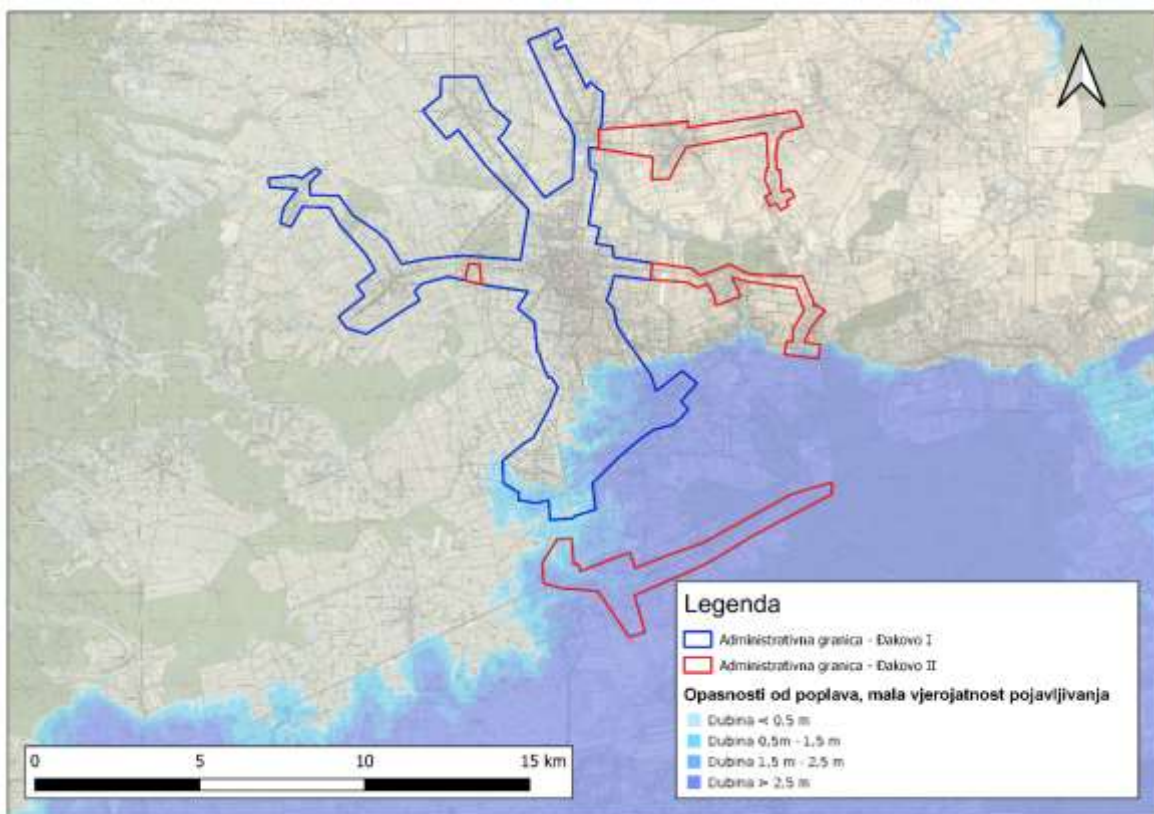 Legenda
Administrativna granica - Đakovo I
Administrativna granica - Đakovo II
Opasnosti od poplava, mala vjerojatnost pojavljivanja
Dubina < 0,5 m
Dubina 0,5m - 1,5 m
Dubina 1,5 m - 2,5 m
Dubina > 2,5 m
0 5 10 15 km